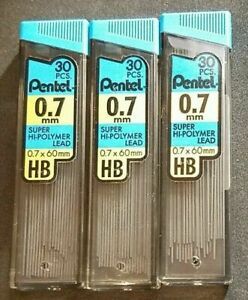 30
PCS.
Pentel
0.7
mm
SUPER
HI-POLYMER
LEAD
0.7 x 60mm
HB
30
PCS.
Pentel
0.7
mm
SUPER
HI-POLYMER
LEAD
0.7 x 60mm
HB
30
PCS.
Pentel
0.7
mm
SUPER
HI-POLYMER
LEAD
0.7 x 60mm
HB